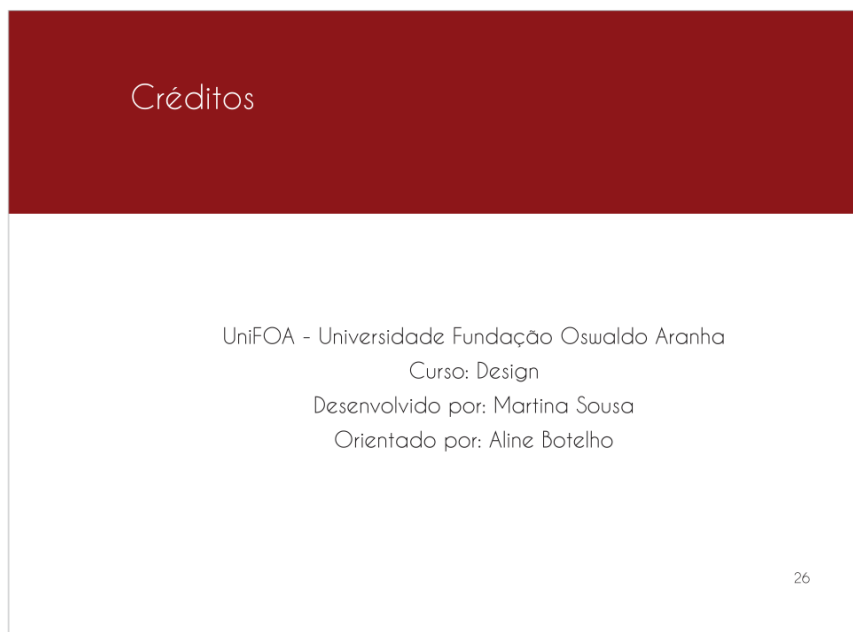 Créditos
UniFOA - Universidade Fundação Oswaldo Aranha
Curso: Design
Desenvolvido por: Martina Sousa
Orientado por: Aline Botelho
26